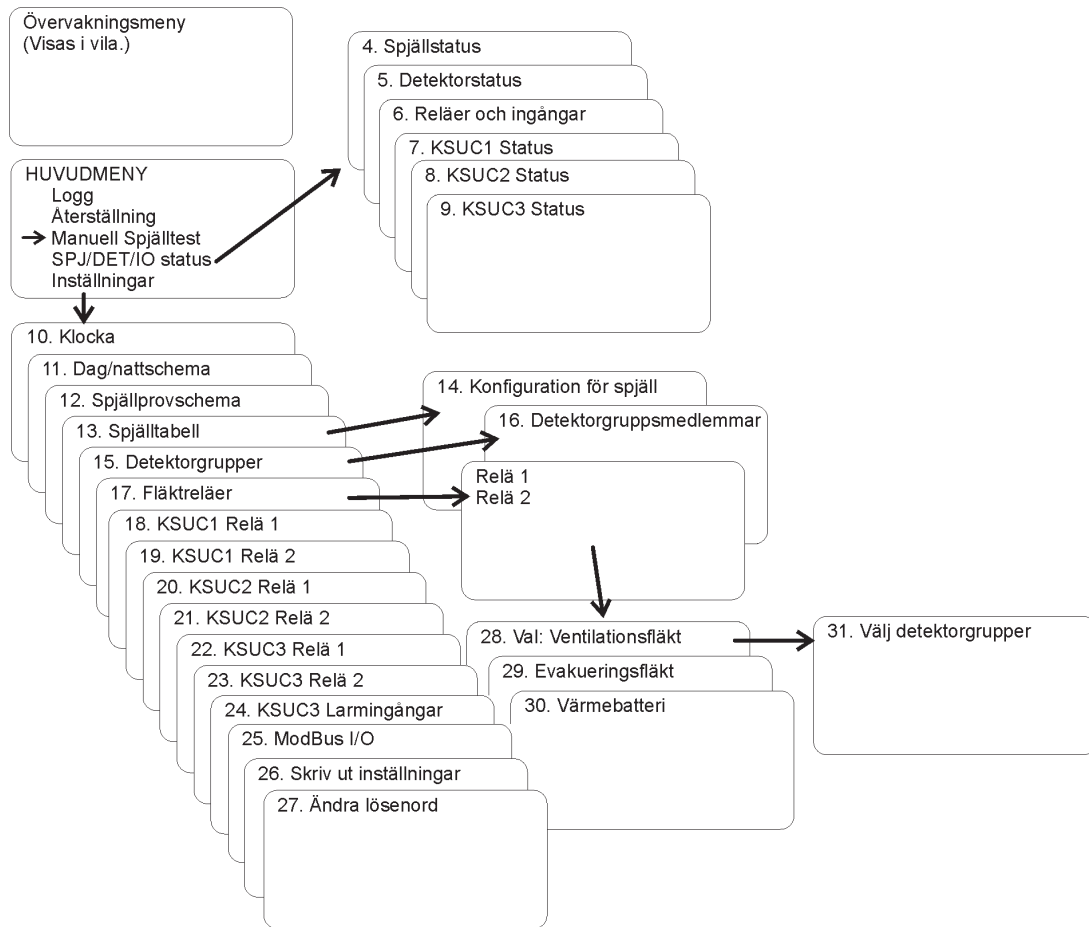 Övervakningsmeny
(Visas i vila.)
HUVUDMENY
Logg
Återställning
Manuell Spjälltest
SPJ/DET/IO status
Inställningar
4. Spjällstatus
5. Detektorstatus
6. Reläer och ingångar
7. KSUC1 Status
8. KSUC2 Status
9. KSUC3 Status
10. Klocka
11. Dag/nattschema
12. Spjällprovschema
13. Spjälltabell
15. Detektorgrupper
17. Fläktreläer
18. KSUC1 Relä 1
19. KSUC1 Relä 2
20. KSUC2 Relä 1
21. KSUC2 Relä 2
22. KSUC3 Relä 1
23. KSUC3 Relä 2
24. KSUC3 Larmingångar
25. ModBus I/O
26. Skriv ut inställningar
27. Ändra lösenord
14. Konfiguration för spjäll
16. Detektorgruppsmedlemmar
Relä 1
Relä 2
28. Val: Ventilationsfläkt
29. Evakueringsfläkt
30. Värmebatteri
31. Välj detektorgrupper